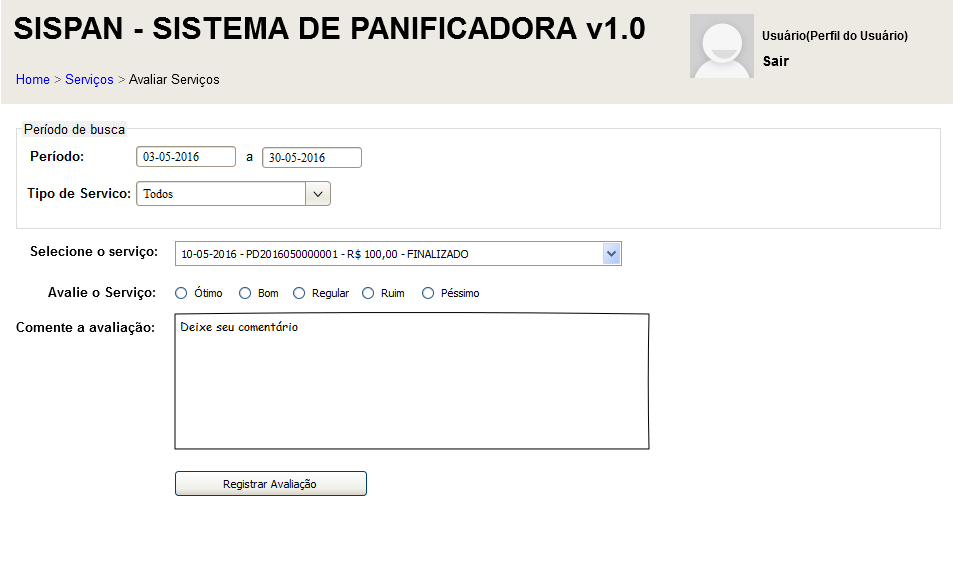 SISPAN - SISTEMA DE PANIFICADORA v1.0
Usuário(Perfil do Usuário)
Sair
Home > Serviços > Avaliar Serviços
Período de busca
Período: 03-05-2016 a 30-05-2016
Tipo de Servico: Todos
Selecione o serviço: 10-05-2016 - PD2016050000001 - R$ 100,00 - FINALIZADO
Avalie o Serviço: Ótimo Bom Regular Ruim Péssimo
Comente a avaliação: Deixe seu comentário
Registrar Avaliação